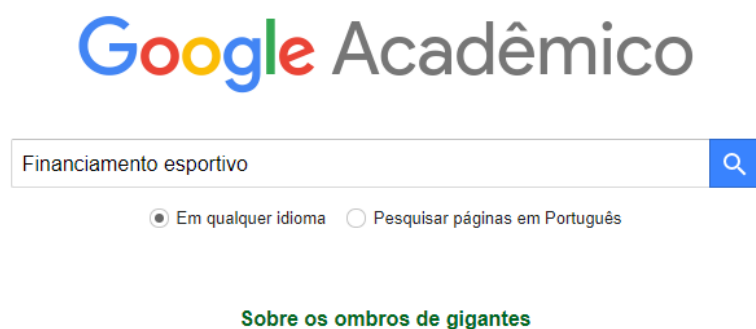 Google Acadêmico
Financiamento esportivo
Em qualquer idioma Pesquisar páginas em Português
Sobre os ombros de gigantes